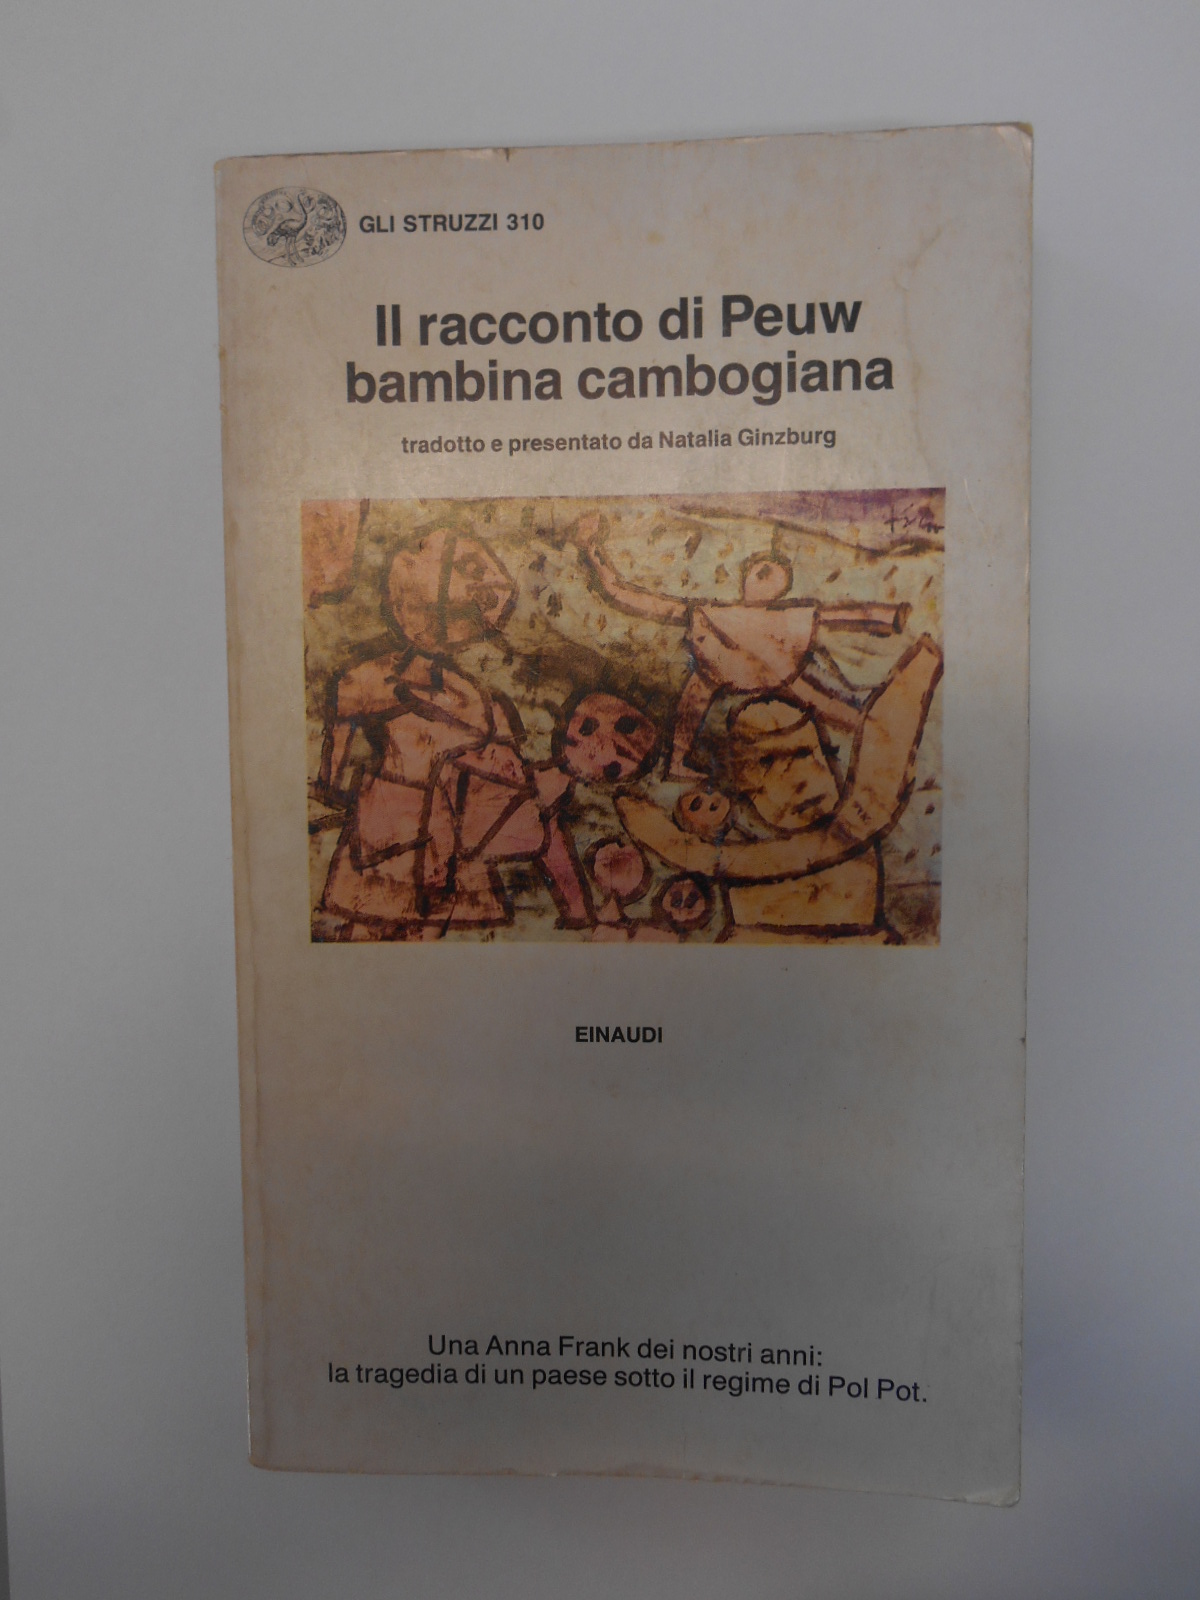 GLI STRUZZI 310
Il racconto di Peuw
bambina cambogiana
tradotto e presentato da Natalia Ginzburg
EINAUDI
Una Anna Frank dei nostri anni:
la tragedia di un paese sotto il regime di Pol Pot.